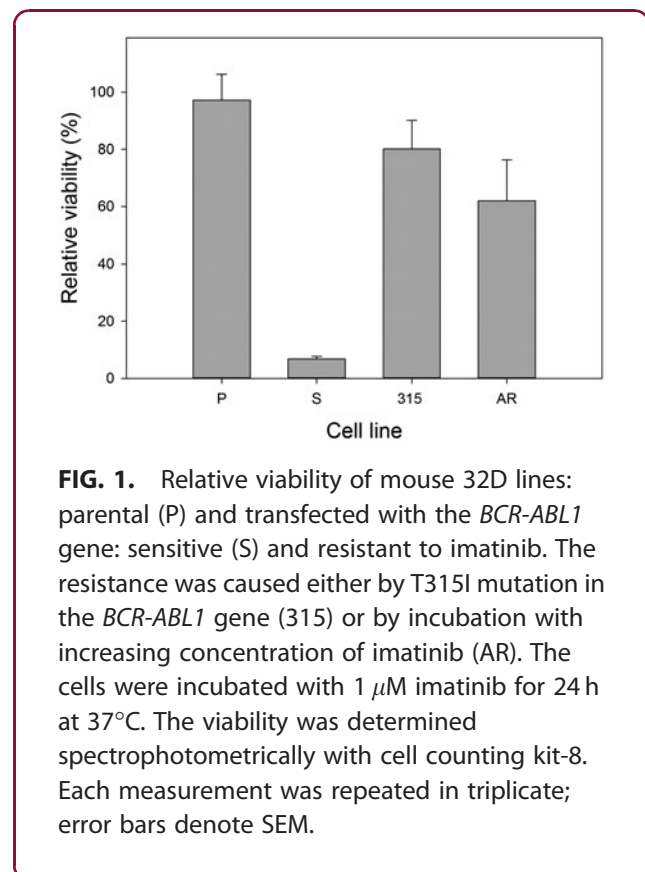 Relative viability (%)
100
80
60
40
20
0
P S 315 AR
Cell line
FIG. 1. Relative viability of mouse 32D lines:
parental (P) and transfected with the BCR-ABL1
gene: sensitive (S) and resistant to imatinib. The
resistance was caused either by T315I mutation in
the BCR-ABL1 gene (315) or by incubation with
increasing concentration of imatinib (AR). The
cells were incubated with 1 μM imatinib for 24 h
at 37°C. The viability was determined
spectrophotometrically with cell counting kit-8.
Each measurement was repeated in triplicate;
error bars denote SEM.